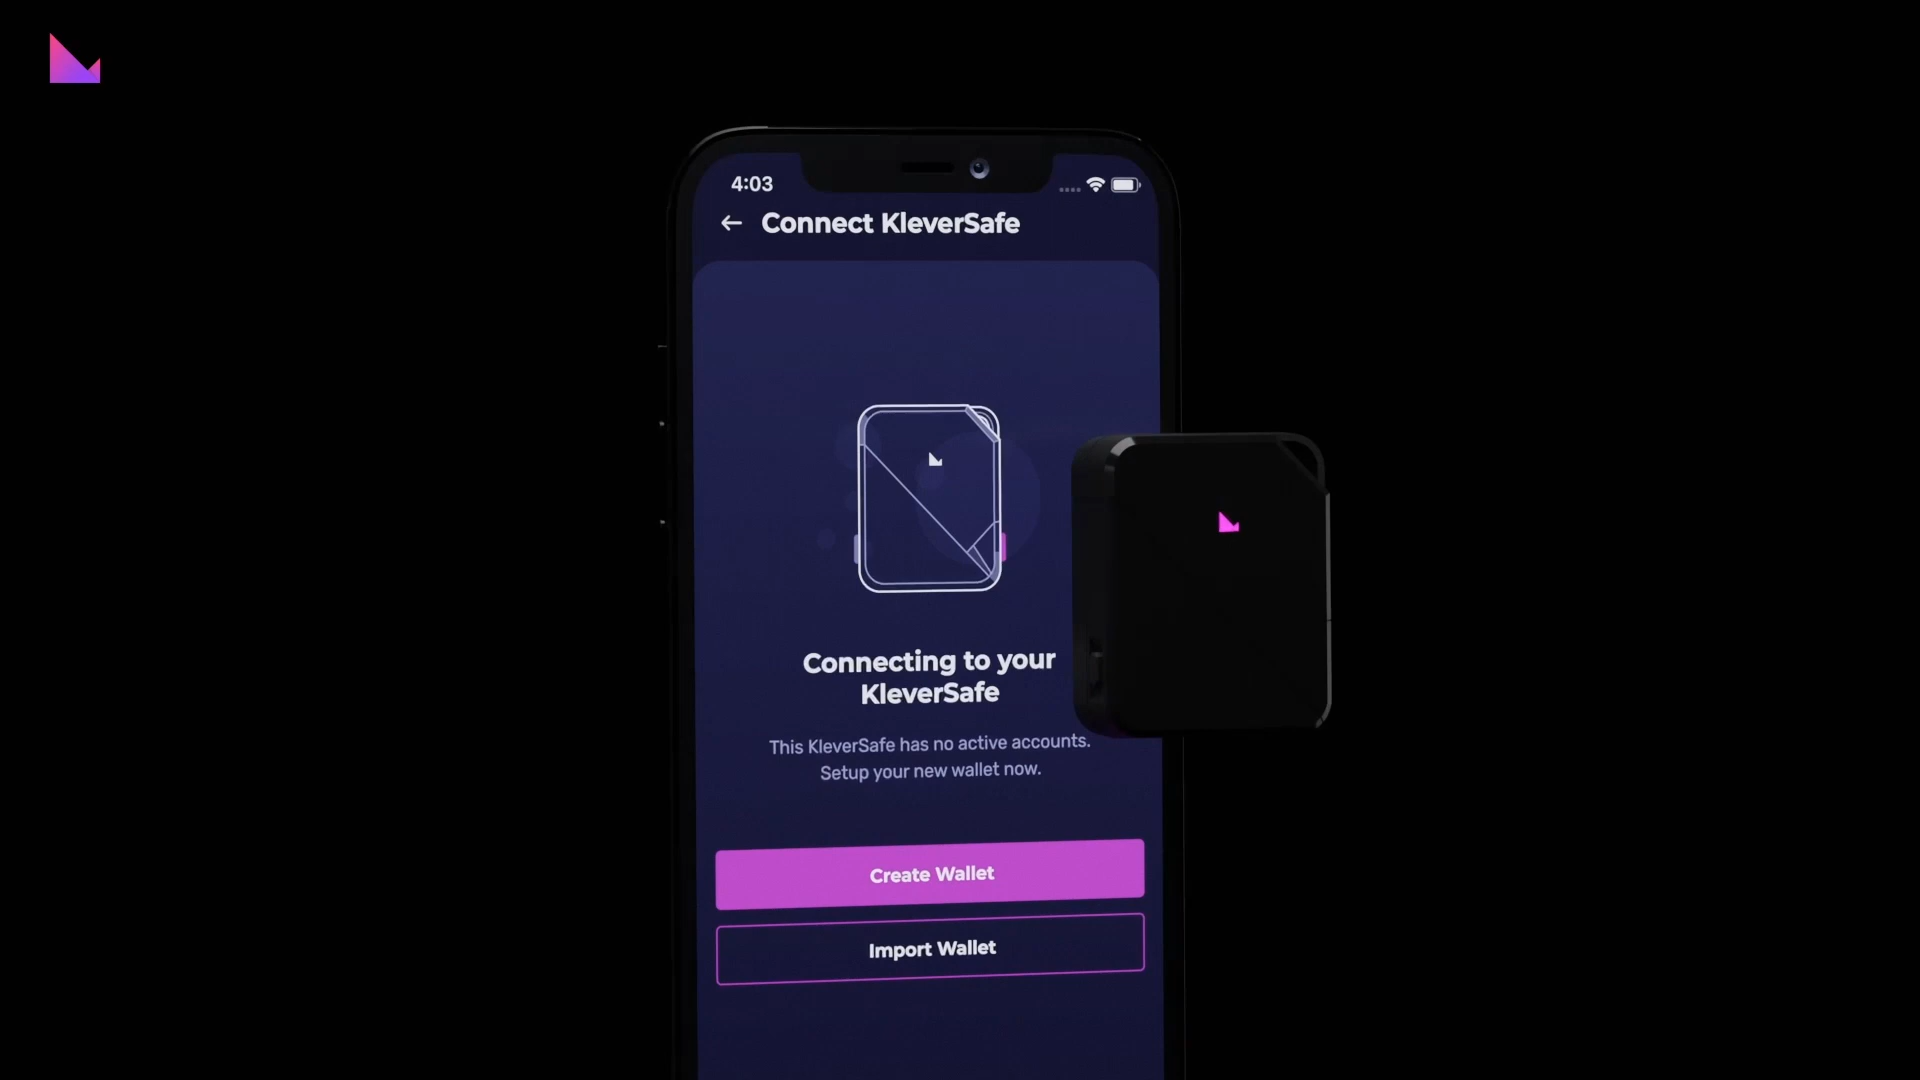 4:03
Connect KleverSafe
Connecting to your
KleverSafe
This KleverSafe has no active accounts.
Setup your new wallet now.
Create Wallet
Import Wallet